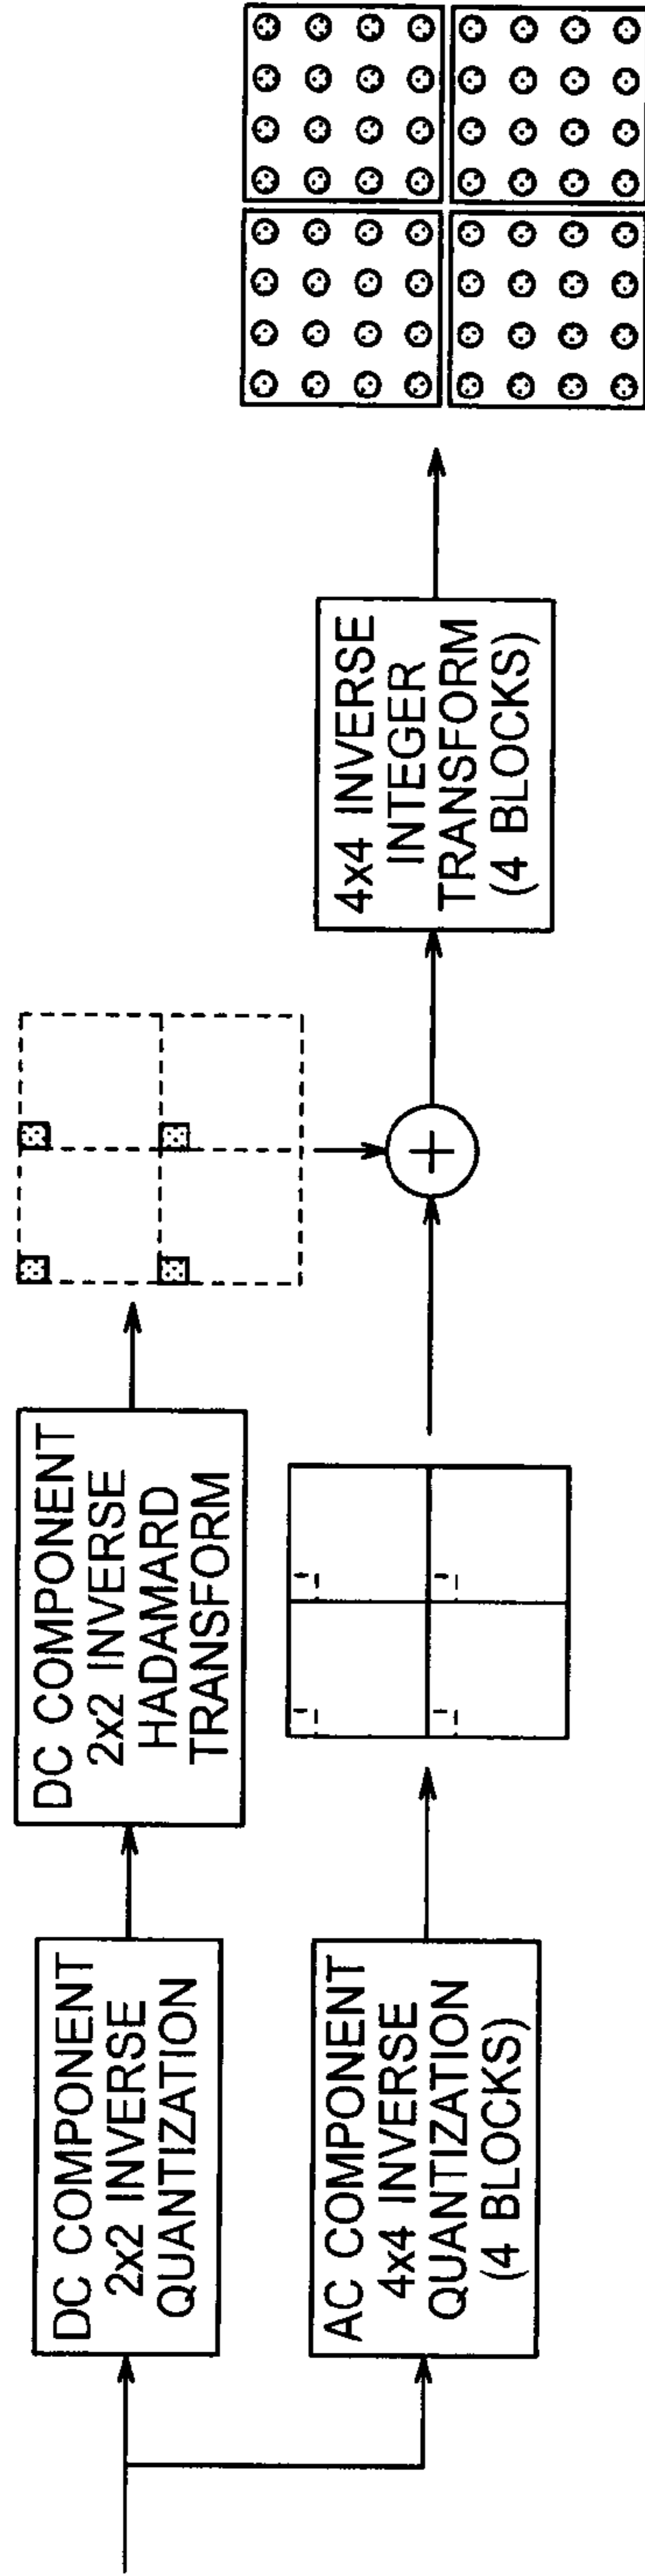 DC COMPONENT
2x2 INVERSE
QUANTIZATION
DC COMPONENT
2x2 INVERSE
HADAMARD
TRANSFORM
AC COMPONENT
4x4 INVERSE
QUANTIZATION
(4 BLOCKS)
+
4x4 INVERSE
INTEGER
TRANSFORM
(4 BLOCKS)